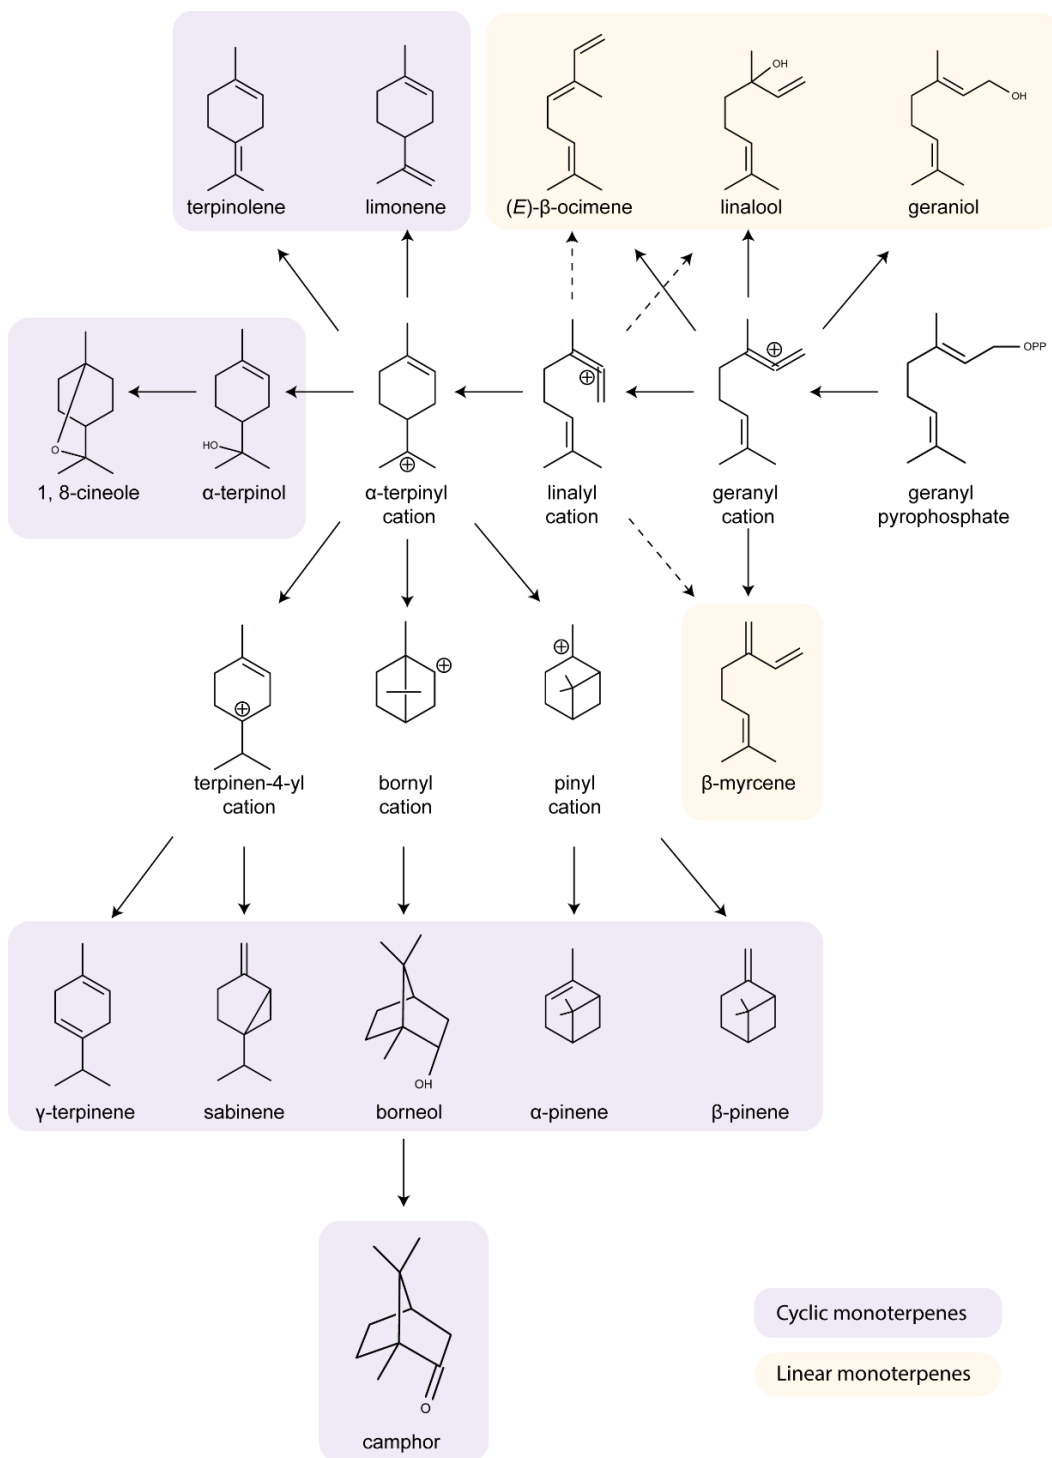 OH
OH
terpinolene
limonene
(E)-β-ocimene
linalool
geraniol
OPP
O
HO
1, 8-cineole
α-terpinol
α-terpinyl
cation
linalyl
cation
geranyl
cation
geranyl
pyrophosphate
terpinen-4-yl
cation
bornyl
cation
pinyl
cation
β-myrcene
OH
γ-terpinene
sabinene
borneol
α-pinene
β-pinene
O
camphor
Cyclic monoterpenes
Linear monoterpenes